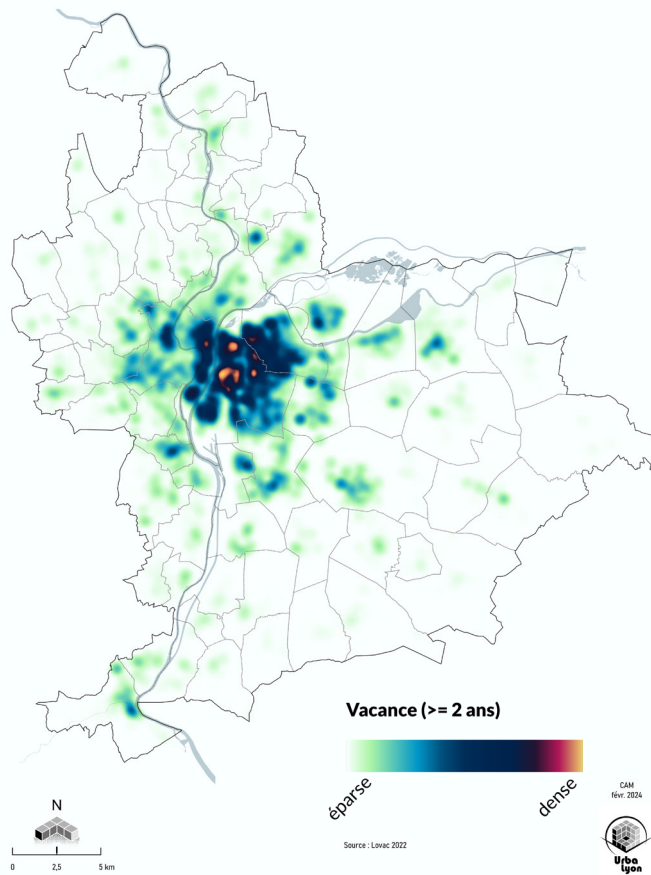 Vacance (>= 2 ans)
éparse
dense
CAM
févr. 2024
N
Source : Lovac 2022
0 2,5 5 km
Urba
Lyon